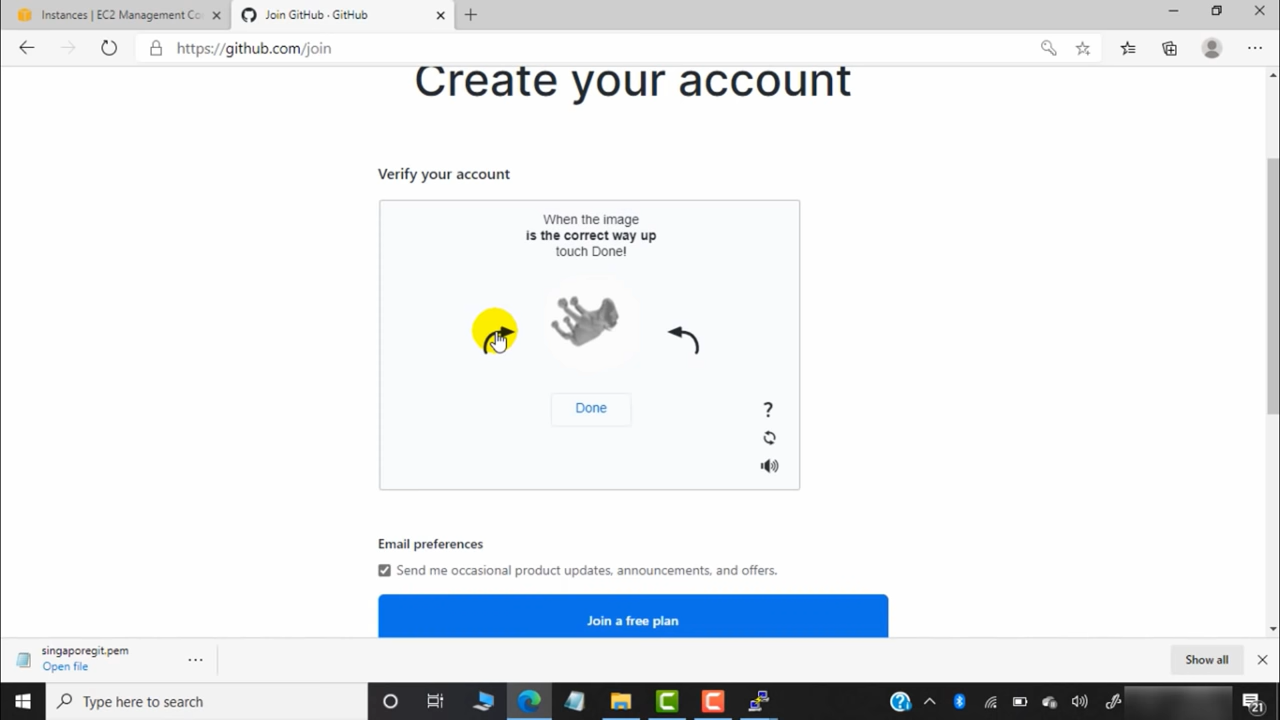 Instances | EC2 Management Co
Join GitHub · GitHub
https://github.com/join
Create your account
Verify your account
When the image
is the correct way up
touch Done!
Done
?
Email preferences
Send me occasional product updates, announcements, and offers.
Join a free plan
singaporegit.pem
Open file
Show all
Type here to search
21